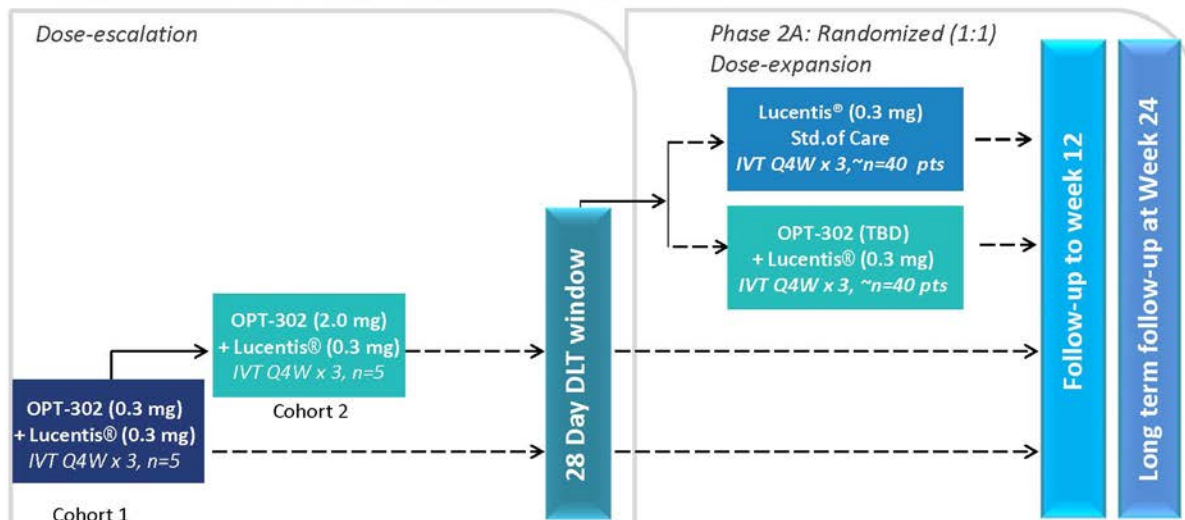 Dose-escalation
Phase 2A: Randomized (1:1)
Dose-expansion
Lucentis® (0.3 mg)
Std.of Care
IVT Q4W x 3,~n=40 pts
OPT-302 (TBD)
+ Lucentis® (0.3 mg)
IVT Q4W x 3, ~n=40 pts
OPT-302 (2.0 mg)
+ Lucentis® (0.3 mg)
IVT Q4W x 3, n=5
Cohort 2
OPT-302 (0.3 mg)
+ Lucentis® (0.3 mg)
IVT Q4W x 3, n=5
Cohort 1
28 Day DLT window
Follow-up to week 12
Long term follow-up at Week 24